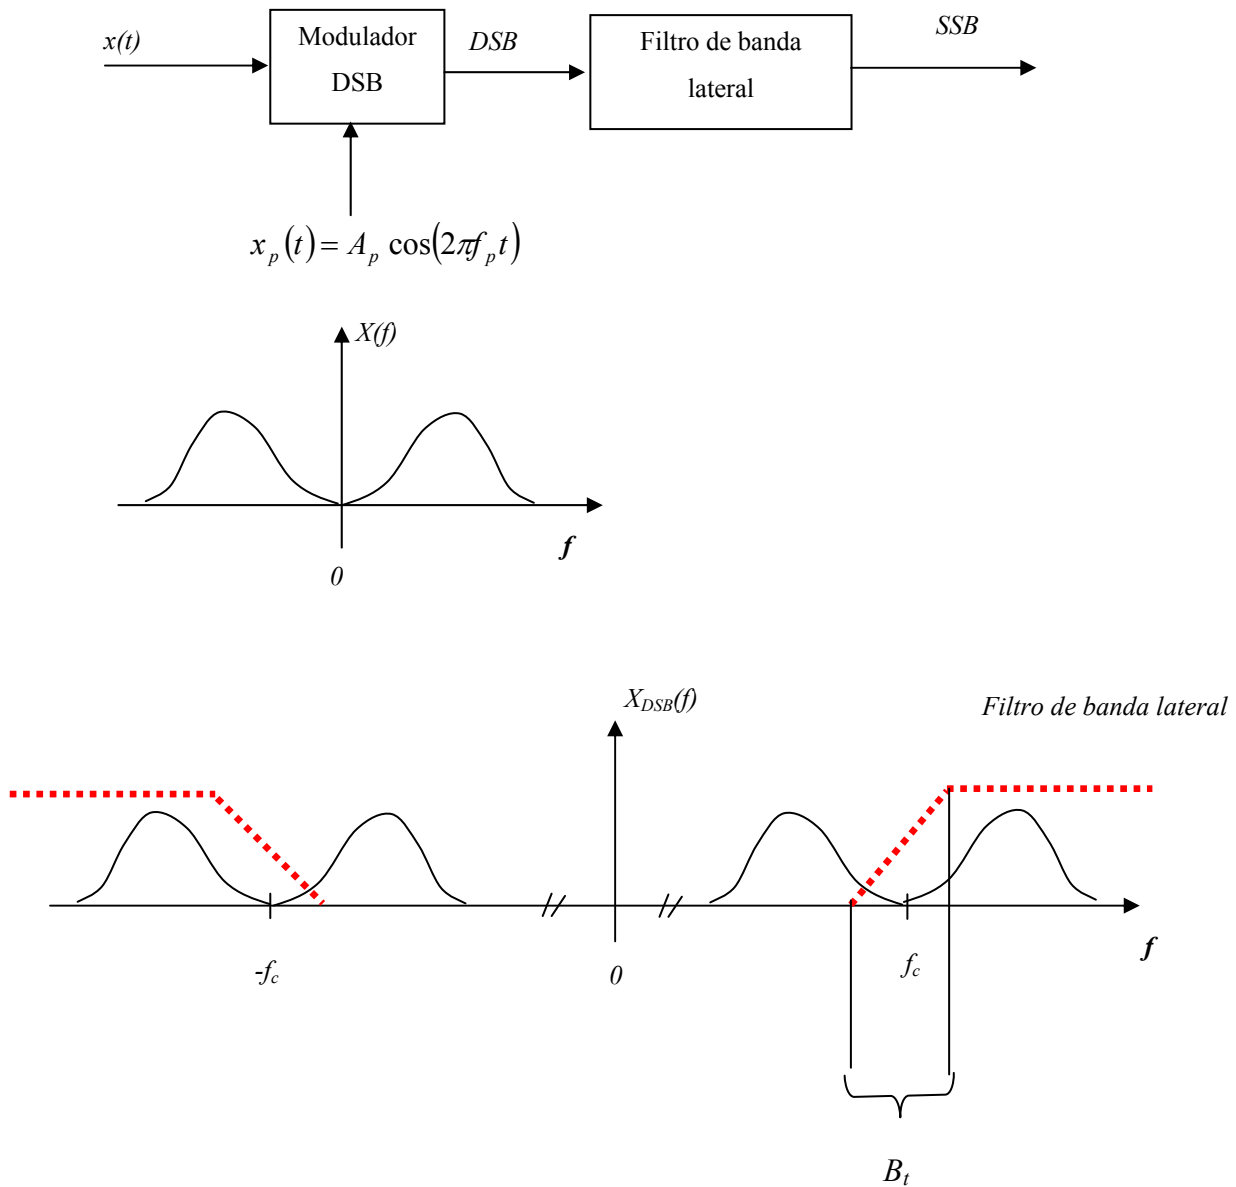 x(t)
Modulador
DSB
DSB
Filtro de banda
lateral
SSB
x_p(t) = A_p cos(2πf_p t)
X(f)
f
0
X_DSB(f)
Filtro de banda lateral
-f_c
0
f_c
f
B_t